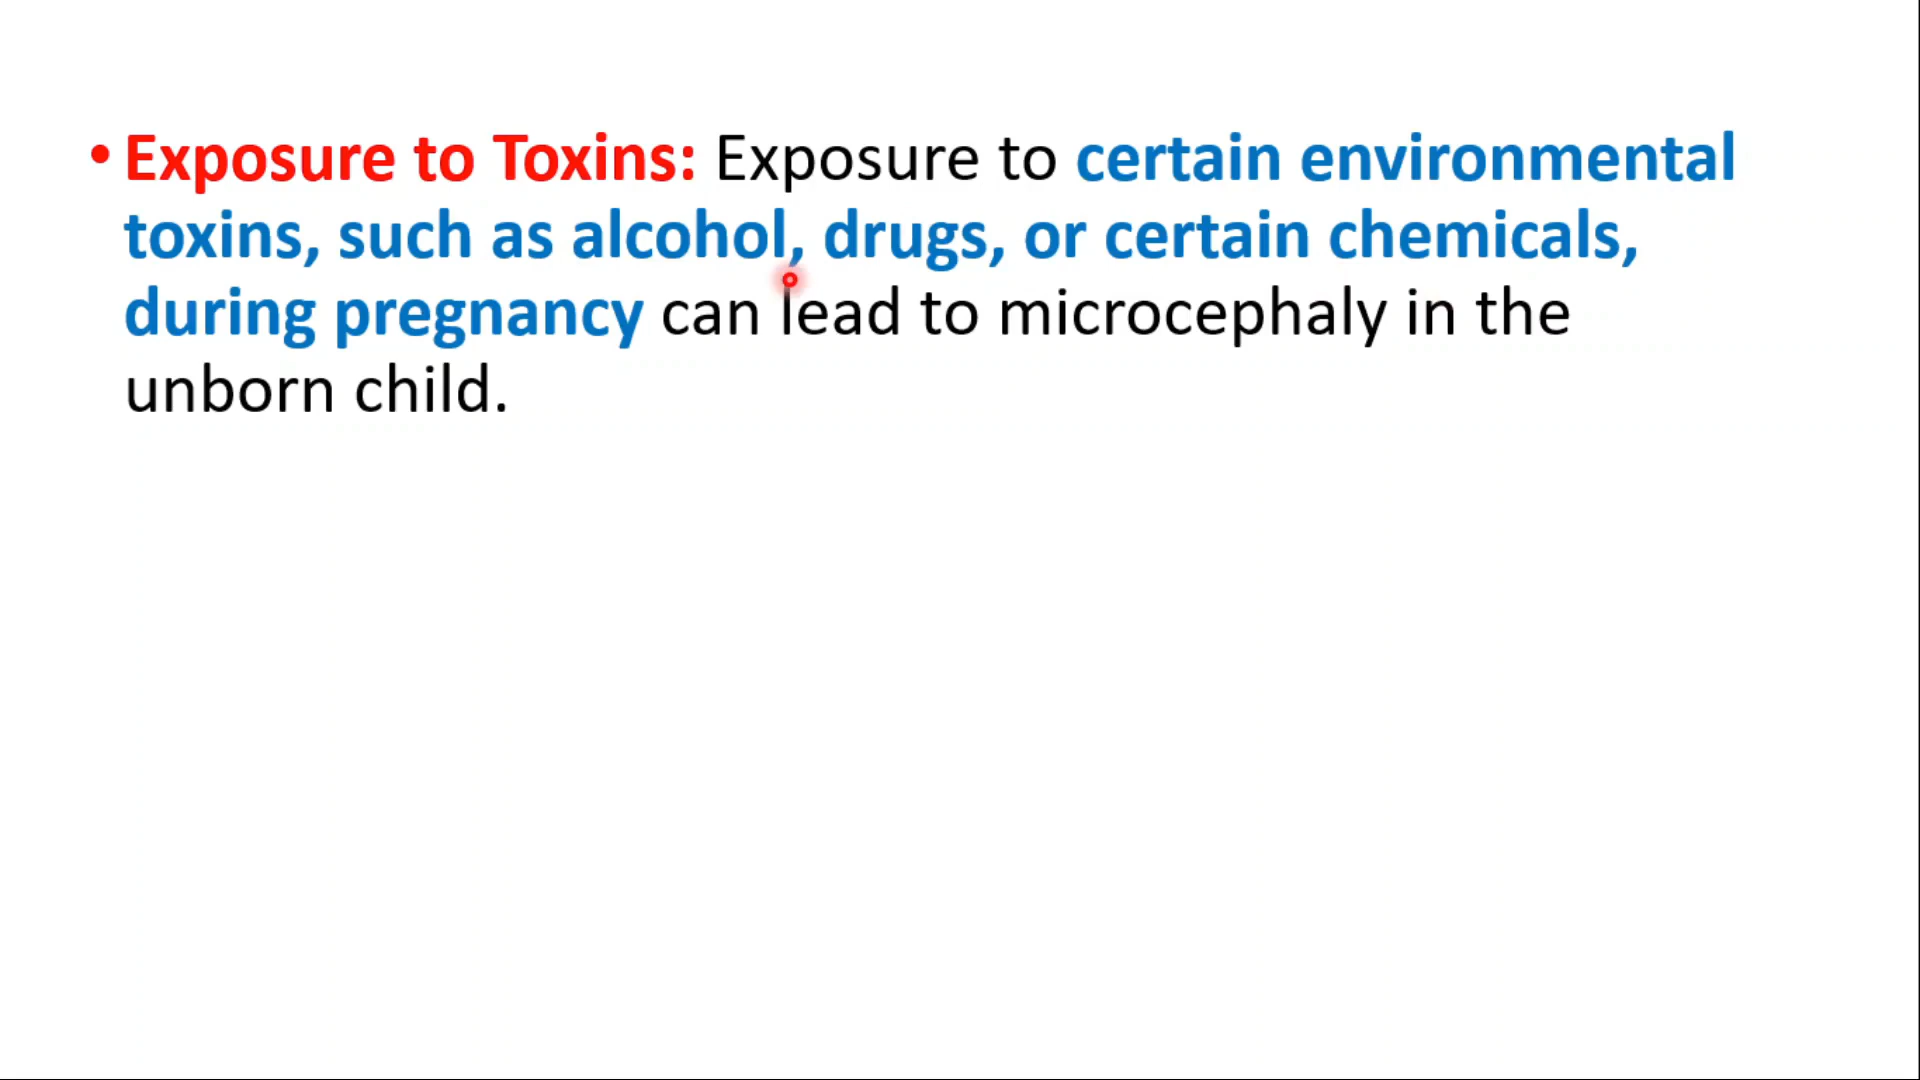 • Exposure to Toxins: Exposure to certain environmental
toxins, such as alcohol, drugs, or certain chemicals,
during pregnancy can lead to microcephaly in the
unborn child.